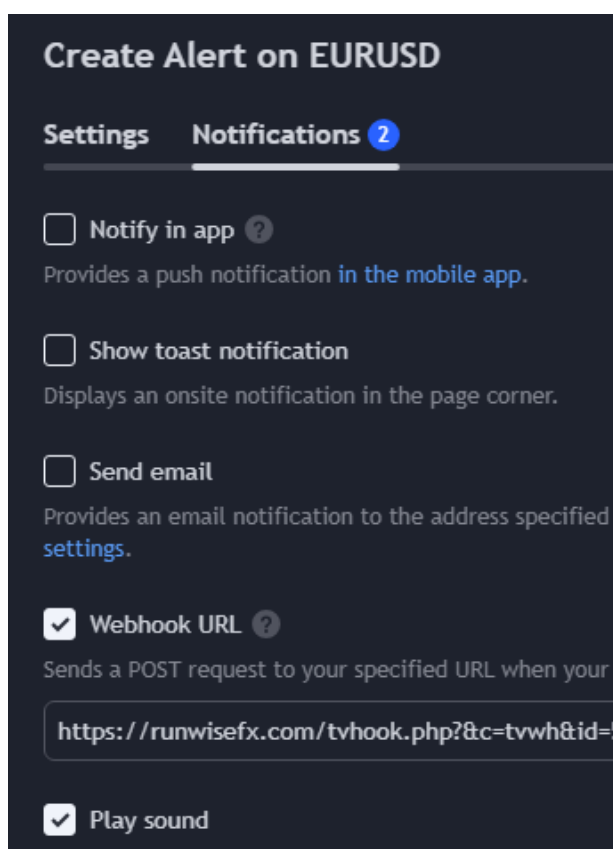 Create Alert on EURUSD
Settings Notifications 2
Notify in app ?
Provides a push notification in the mobile app.
Show toast notification
Displays an onsite notification in the page corner.
Send email
Provides an email notification to the address specified
settings.
Webhook URL ?
Sends a POST request to your specified URL when your
https://runwisefx.com/tvhook.php?&c=tvwh&id=
Play sound